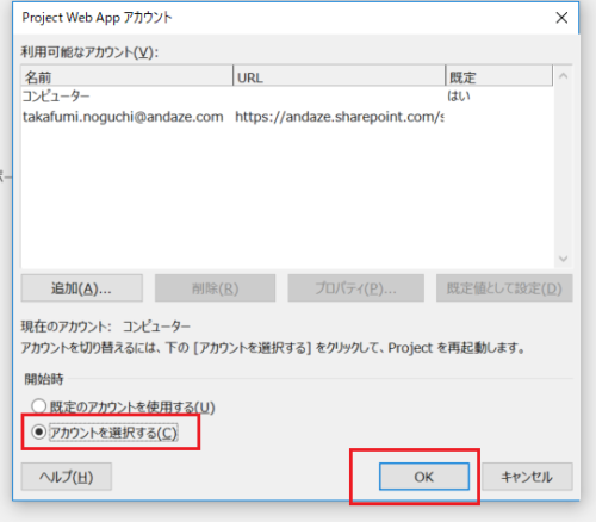 Project Web App アカウント
利用可能なアカウント(V):
名前 URL 既定
コンピューター はい
takafumi.noguchi@andaze.com https://andaze.sharepoint.com/s
追加(A)... 削除(R) プロパティ(P)... 既定値として設定(D)
現在のアカウント: コンピューター
アカウントを切り替えるには、下の [アカウントを選択する] をクリックして、Project を再起動します。
開始時
既定のアカウントを使用する(U)
アカウントを選択する(C)
ヘルプ(H) OK キャンセル